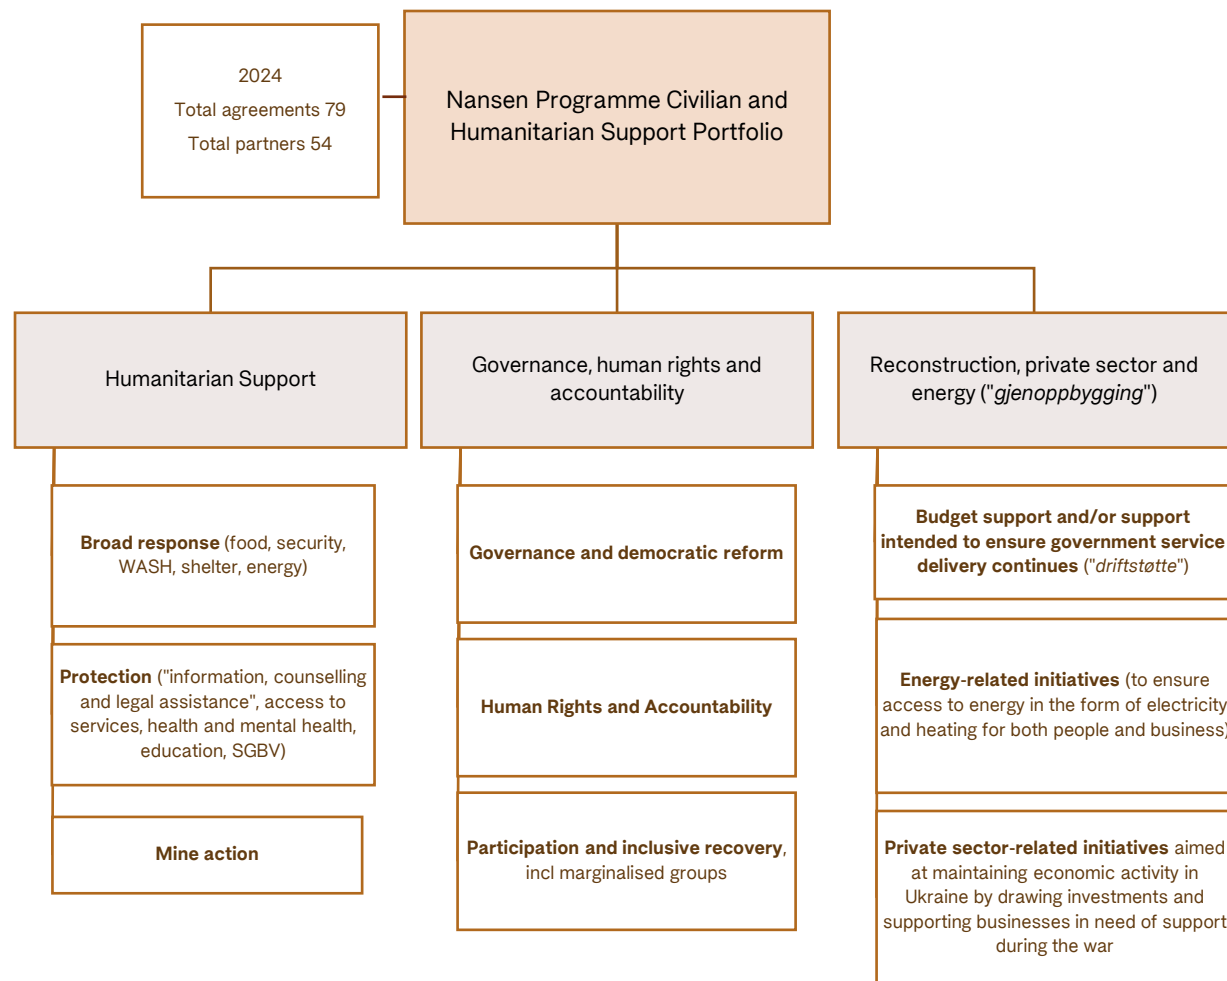 2024
Total agreements 79
Total partners 54
Nansen Programme Civilian and
Humanitarian Support Portfolio
Humanitarian Support
Governance, human rights and
accountability
Reconstruction, private sector and
energy ("gjenoppbygging")
Broad response (food, security,
WASH, shelter, energy)
Protection ("information, counselling
and legal assistance", access to
services, health and mental health,
education, SGBV)
Mine action
Governance and democratic reform
Human Rights and Accountability
Participation and inclusive recovery,
incl marginalised groups
Budget support and/or support
intended to ensure government service
delivery continues ("driftstøtte")
Energy-related initiatives (to ensure
access to energy in the form of electricity
and heating for both people and business)
Private sector-related initiatives aimed
at maintaining economic activity in
Ukraine by drawing investments and
supporting businesses in need of support
during the war